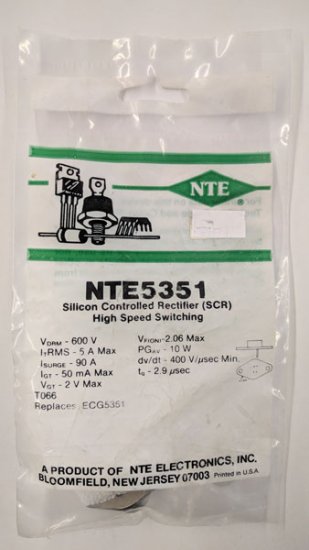 NTE®
NTE5351
Silicon Controlled Rectifier (SCR)
High Speed Switching
VDRM - 600 V
ITRMS - 5 A Max
ISURGE - 90 A
IGT - 50 mA Max
VGT - 2 V Max
TO66
Replaces ECG5351
VF(ON) - 2.06 Max
PGAV - 10 W
dv/dt - 400 V/µsec Min
tq - 2.9 µsec
A PRODUCT OF NTE ELECTRONICS, INC.
BLOOMFIELD, NEW JERSEY 07003 Printed in U.S.A.